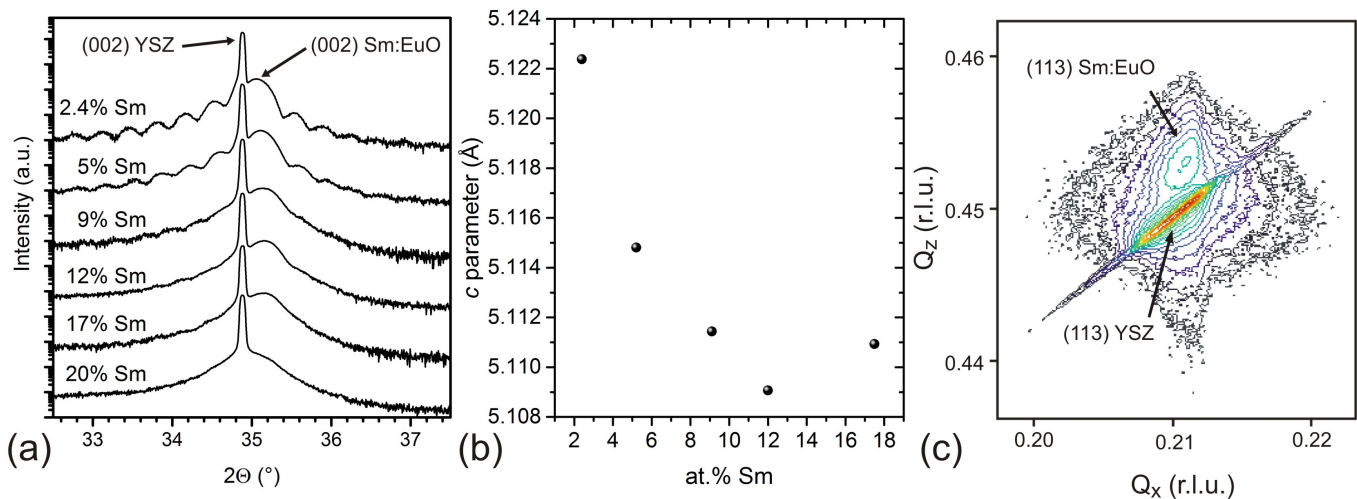 (002) YSZ
(002) Sm:EuO
2.4% Sm
5% Sm
9% Sm
12% Sm
17% Sm
20% Sm
Intensity (a.u.)
33 34 35 36 37
2Θ (°)
(a)
5.124
5.122
5.120
5.118
5.116
5.114
5.112
5.110
5.108
c parameter (Å)
2 4 6 8 10 12 14 16 18
at.% Sm
(b)
0.46
0.45
0.44
Qz (r.l.u.)
(113) Sm:EuO
(113) YSZ
0.20 0.21 0.22
Qx (r.l.u.)
(c)